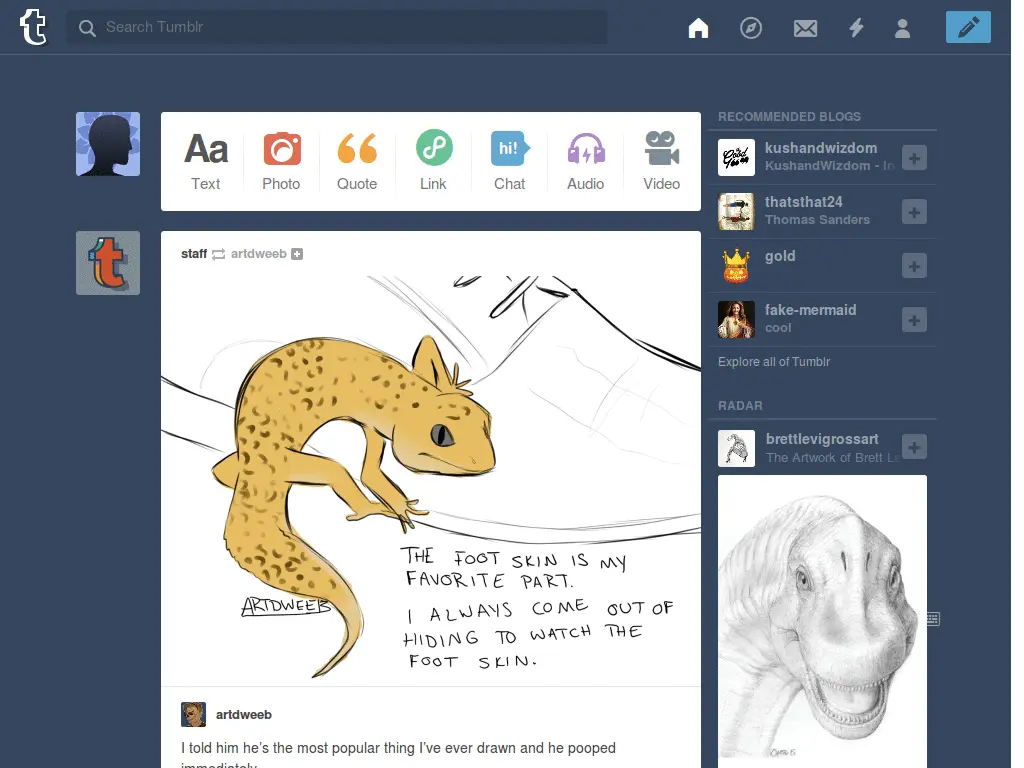 t
Search Tumblr
Aa
Text
Photo
Quote
Link
hi!
Chat
Audio
Video
staff artdweeb
THE FOOT SKIN IS MY
FAVORITE PART.
I ALWAYS COME OUT OF
HIDING TO WATCH THE
FOOT SKIN.
ARTDWEEB
artdweeb
I told him he's the most popular thing I've ever drawn and he pooped
immediately
RECOMMENDED BLOGS
kushandwizdom
KushandWizdom - In
thatsthat24
Thomas Sanders
gold
fake-mermaid
cool
Explore all of Tumblr
RADAR
brettlevigrossart
The Artwork of Brett Le